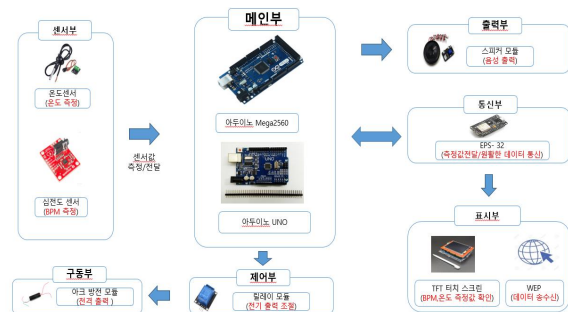 센서부
온도센서
(온도 측정)
심전도 센서
(BPM 측정)
센서값
측정/전달
메인부
아두이노 Mega2560
UNO
아두이노 UNO
출력부
스피커 모듈
(음성 출력)
통신부
EPS- 32
(측정값전달/원활한 데이터 통신)
표시부
TFT 터치 스크린
(BPM,온도 측정값 확인)
WEP
(데이터 송수신)
제어부
릴레이 모듈
(전기 출력 조절)
구동부
아크 방전 모듈
(전격 출력 )